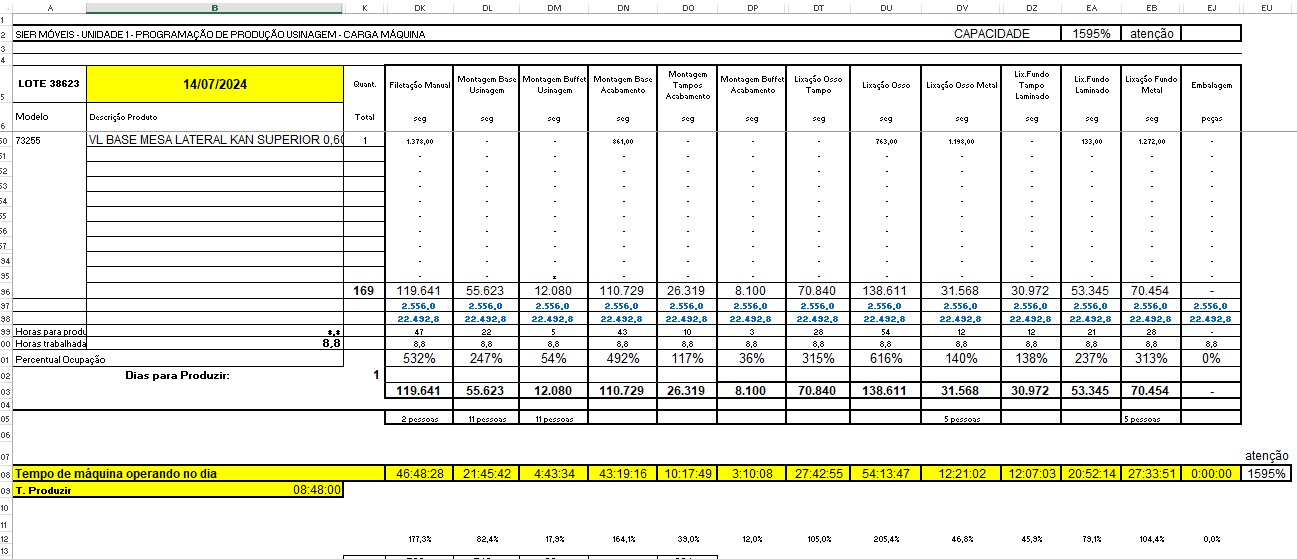 A B K DK DL DM DN DO DP DT DU DV DZ EA EB EJ EU
SIER MÓVEIS - UNIDADE 1 - PROGRAMAÇÃO DE PRODUÇÃO USINAGEM - CARGA MÁQUINA CAPACIDADE 1595% atenção
LOTE 38623 14/07/2024 Quant. Filetação Manual Montagem Base Usinagem Montagem Buffet Usinagem Montagem Base Acabamento Montagem Tampos Acabamento Montagem Buffet Acabamento Lixação Osso Tampo Lixação Osso Lixação Osso Metal Lix.Fundo Tampo Laminado Lix.Fundo Laminado Lixação Fundo Metal Embalagem
Modelo Descrição Produto Total seg seg seg seg seg seg seg seg seg seg seg seg peças
73255 VL BASE MESA LATERAL KAN SUPERIOR 0,60 1 1.378,00 - - 861,00 - - - 763,00 1.198,00 - 133,00 1.272,00 -
- - - - - - - - - - - - -
- - - - - - - - - - - - -
- - - - - - - - - - - - -
- - - - - - - - - - - - -
- - - - - - - - - - - - -
- - - - - - - - - - - - -
- - - - - - - - - - - - -
- - - - - - - - - - - - -
- - - - - - - - - - - -
96 169 119.641 55.623 12.080 110.729 26.319 8.100 70.840 138.611 31.568 30.972 53.345 70.454 -
97 2.556,0 2.556,0 2.556,0 2.556,0 2.556,0 2.556,0 2.556,0 2.556,0 2.556,0 2.556,0 2.556,0 2.556,0 2.556,0
98 22.492,8 22.492,8 22.492,8 22.492,8 22.492,8 22.492,8 22.492,8 22.492,8 22.492,8 22.492,8 22.492,8 22.492,8 22.492,8
99 Horas para produ *,* 47 22 5 43 10 3 28 54 12 12 21 28 -
00 Horas trabalhada 8,8 8,8 8,8 8,8 8,8 8,8 8,8 8,8 8,8 8,8 8,8 8,8 8,8 8,8
01 Percentual Ocupação 532% 247% 54% 492% 117% 36% 315% 616% 140% 138% 237% 313% 0%
02 Dias para Produzir: 1
03 119.641 55.623 12.080 110.729 26.319 8.100 70.840 138.611 31.568 30.972 53.345 70.454 -
04
05 2 pessoas 11 pessoas 11 pessoas 5 pessoas 5 pessoas
06
07 atenção
08 Tempo de máquina operando no dia 46:48:28 21:45:42 4:43:34 43:19:16 10:17:49 3:10:08 27:42:55 54:13:47 12:21:02 12:07:03 20:52:14 27:33:51 0:00:00 1595%
09 T. Produzir 08:48:00
10
11
12 177,3% 82,4% 17,9% 164,1% 39,0% 12,0% 105,0% 205,4% 46,8% 45,9% 79,1% 104,4% 0,0%
13